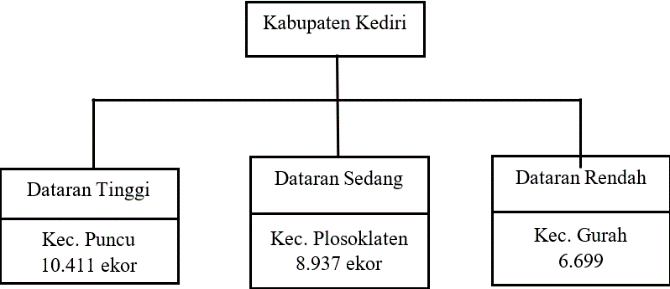 Kabupaten Kediri
Dataran Tinggi
Kec. Puncu
10.411 ekor
Dataran Sedang
Kec. Plosoklaten
8.937 ekor
Dataran Rendah
Kec. Gurah
6.699